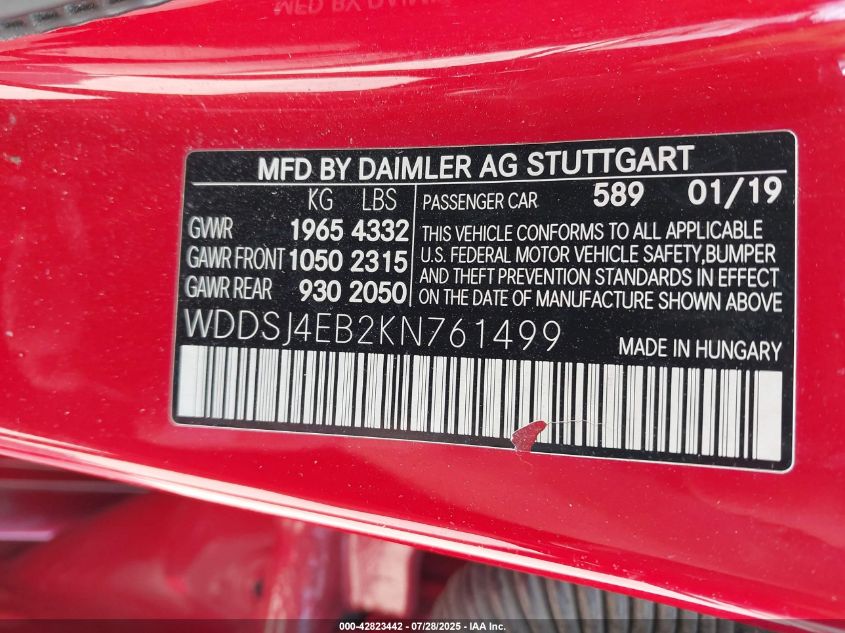 MFD BY DAIMLER
MFD BY DAIMLER AG STUTTGART
KG LBS
GVWR 1965 4332
GAWR FRONT 1050 2315
GAWR REAR 930 2050
PASSENGER CAR 589 01/19
THIS VEHICLE CONFORMS TO ALL APPLICABLE
U.S. FEDERAL MOTOR VEHICLE SAFETY,BUMPER
AND THEFT PREVENTION STANDARDS IN EFFECT
ON THE DATE OF MANUFACTURE SHOWN ABOVE
WDDSJ4EB2KN761499
MADE IN HUNGARY
000-42823442 - 07/28/2025 - IAA Inc.